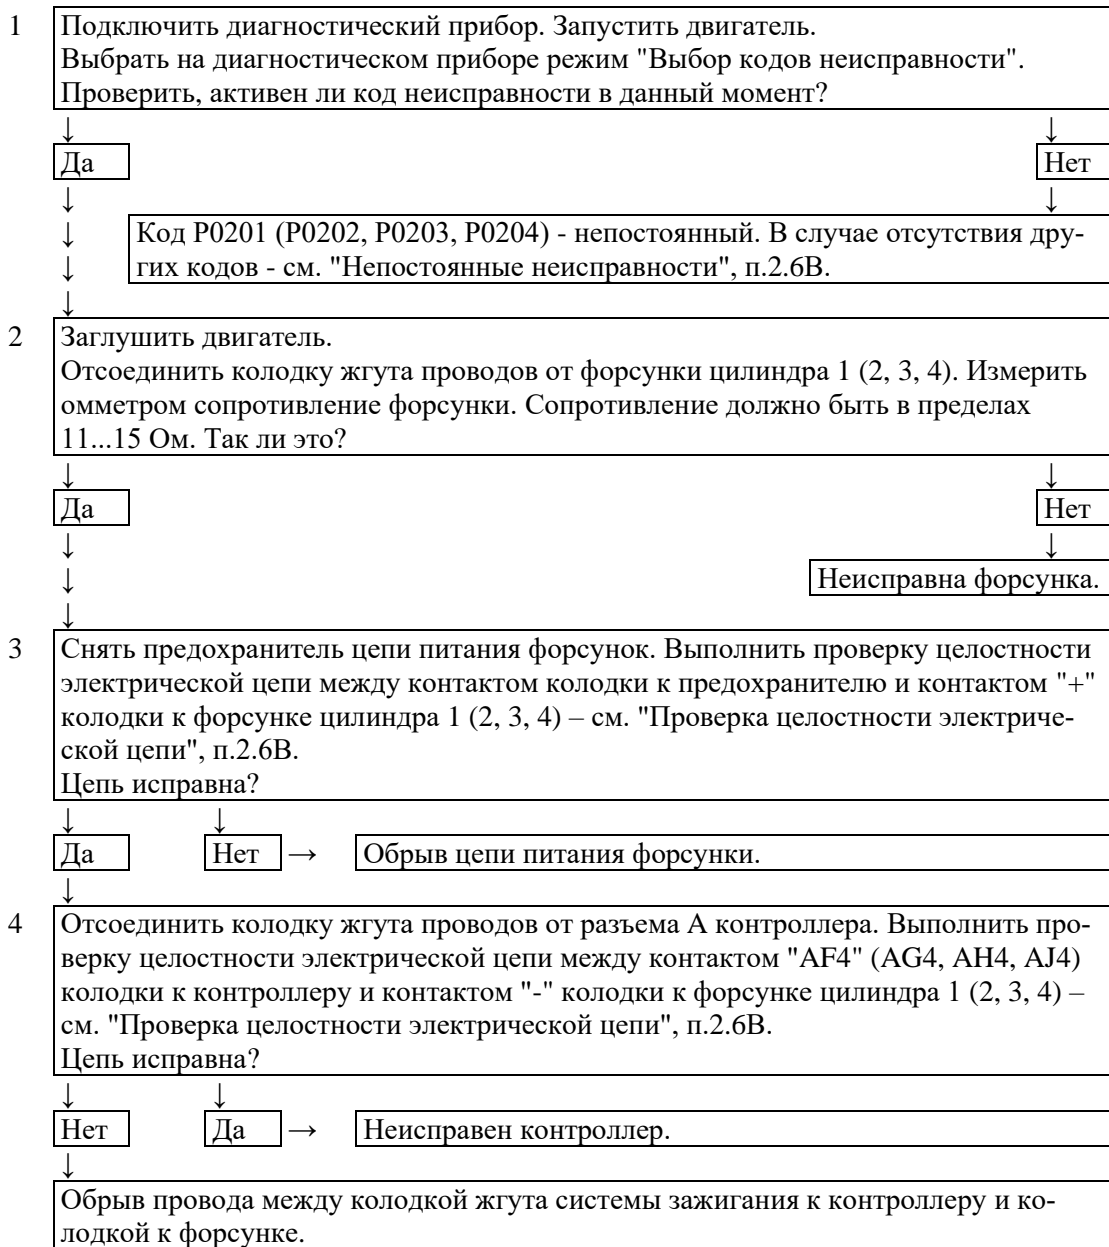 1 Подключить диагностический прибор. Запустить двигатель.
Выбрать на диагностическом приборе режим "Выбор кодов неисправности".
Проверить, активен ли код неисправности в данный момент?
↓ ↓
Да Нет
↓ ↓
↓ Код Р0201 (Р0202, Р0203, Р0204) - непостоянный. В случае отсутствия дру-
↓ гих кодов - см. "Непостоянные неисправности", п.2.6В.
↓
2 Заглушить двигатель.
Отсоединить колодку жгута проводов от форсунки цилиндра 1 (2, 3, 4). Измерить
омметром сопротивление форсунки. Сопротивление должно быть в пределах
11...15 Ом. Так ли это?
↓ ↓
Да Нет
↓ ↓
↓ Неисправна форсунка.
↓
3 Снять предохранитель цепи питания форсунок. Выполнить проверку целостности
электрической цепи между контактом колодки к предохранителю и контактом "+"
колодки к форсунке цилиндра 1 (2, 3, 4) – см. "Проверка целостности электриче-
ской цепи", п.2.6В.
Цепь исправна?
↓ ↓
Да Нет → Обрыв цепи питания форсунки.
↓
4 Отсоединить колодку жгута проводов от разъема А контроллера. Выполнить про-
верку целостности электрической цепи между контактом "AF4" (AG4, AH4, AJ4)
колодки к контроллеру и контактом "-" колодки к форсунке цилиндра 1 (2, 3, 4) –
см. "Проверка целостности электрической цепи", п.2.6В.
Цепь исправна?
↓ ↓
Нет Да → Неисправен контроллер.
↓
Обрыв провода между колодкой жгута системы зажигания к контроллеру и ко-
лодкой к форсунке.